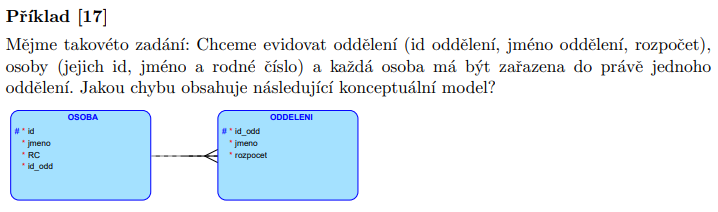 Příklad [17]
Mějme takovéto zadání: Chceme evidovat oddělení (id oddělení, jméno oddělení, rozpočet),
osoby (jejich id, jméno a rodné číslo) a každá osoba má být zařazena do právě jednoho
oddělení. Jakou chybu obsahuje následující konceptuální model?
OSOBA
# * id
* jmeno
* RC
* id_odd
ODDELENI
# * id_odd
* jmeno
* rozpocet